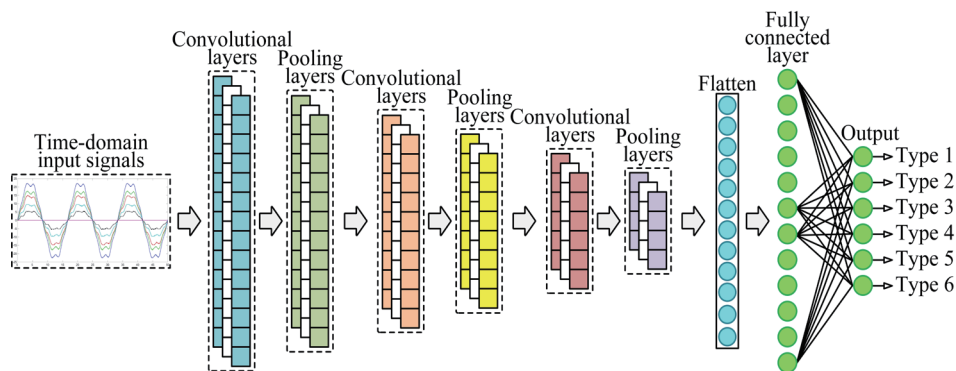 Time-domain
input signals
Convolutional
layers
Pooling
layers
Convolutional
layers
Pooling
layers
Convolutional
layers
Pooling
layers
Flatten
Fully
connected
layer
Output
Type 1
Type 2
Type 3
Type 4
Type 5
Type 6